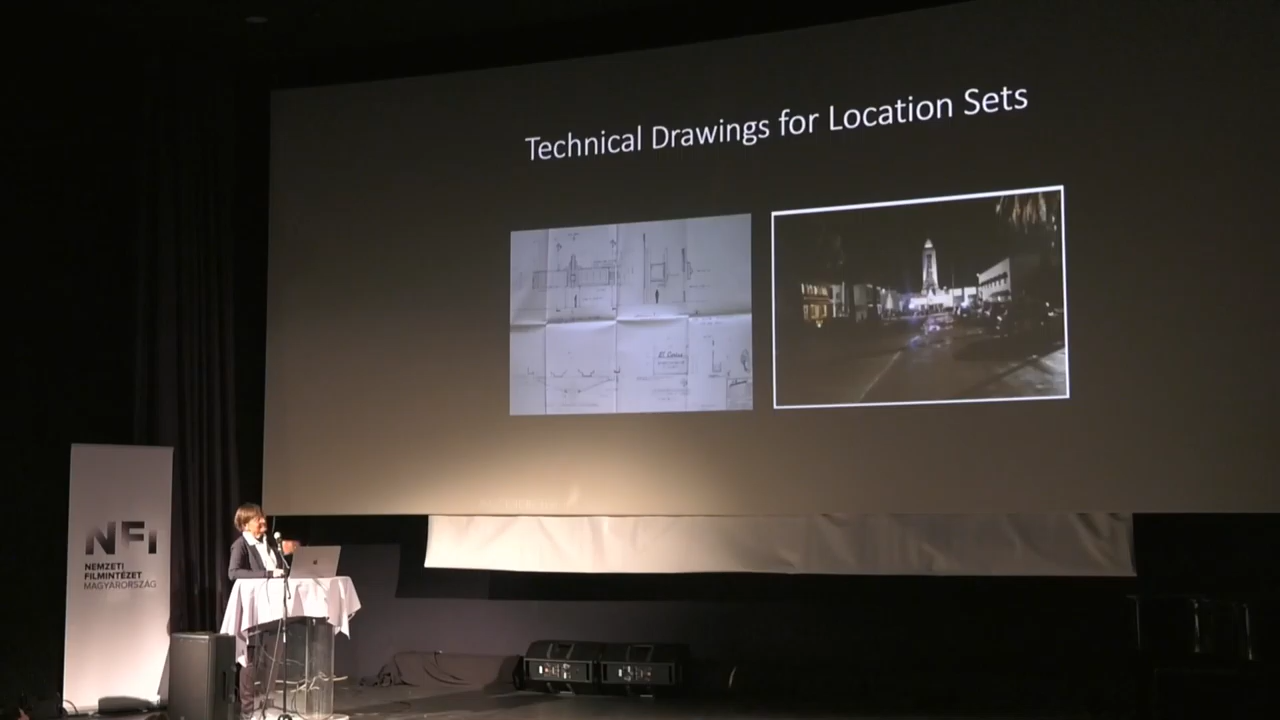 Technical Drawings for Location Sets
NFI
NEMZETI
FILMINTÉZET
MAGYARORSZÁG